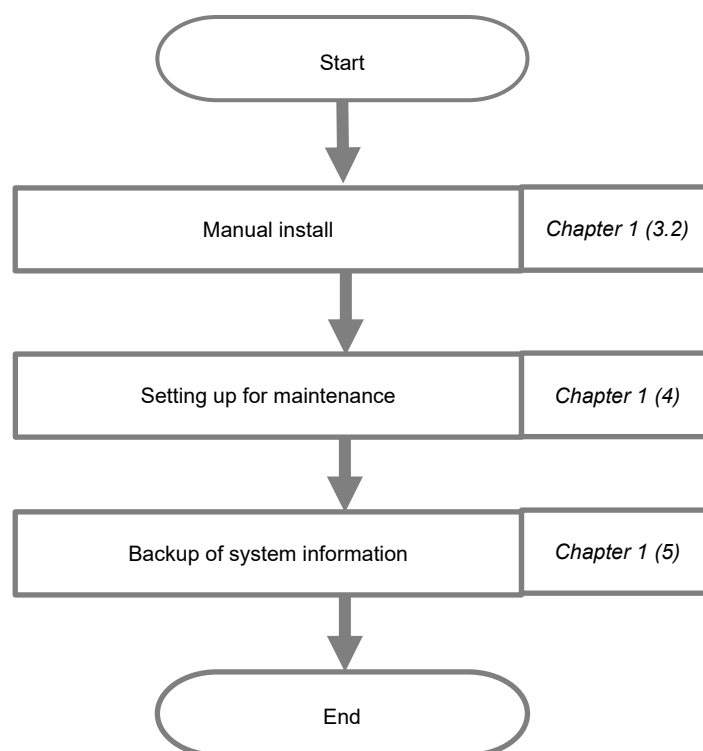 Start
Manual install
Chapter 1 (3.2)
Setting up for maintenance
Chapter 1 (4)
Backup of system information
Chapter 1 (5)
End